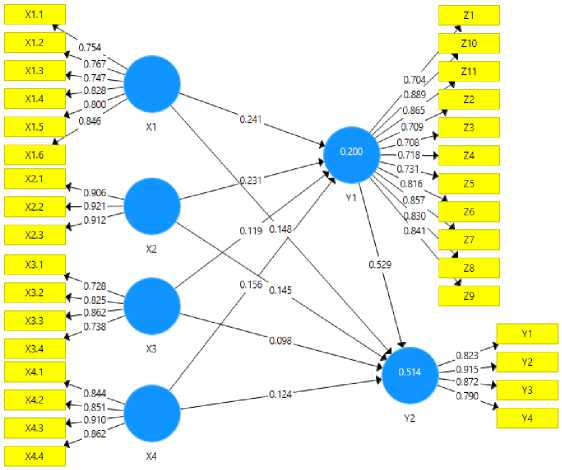 X1.1
X1.2
X1.3
X1.4
X1.5
X1.6
0.754
0.767
0.747
0.828
0.800
0.846
X1
X2.1
X2.2
X2.3
0.906
0.921
0.912
X2
X3.1
X3.2
X3.3
X3.4
0.728
0.825
0.862
0.738
X3
X4.1
X4.2
X4.3
X4.4
0.844
0.851
0.910
0.862
X4
0.241
0.231
0.119
0.148
0.156
0.145
0.098
0.124
0.529
0.200
Y1
0.704
0.889
0.865
0.709
0.708
0.718
0.731
0.816
0.857
0.830
0.841
Z1
Z10
Z11
Z2
Z3
Z4
Z5
Z6
Z7
Z8
Z9
0.514
Y2
0.823
0.915
0.872
0.790
Y1
Y2
Y3
Y4